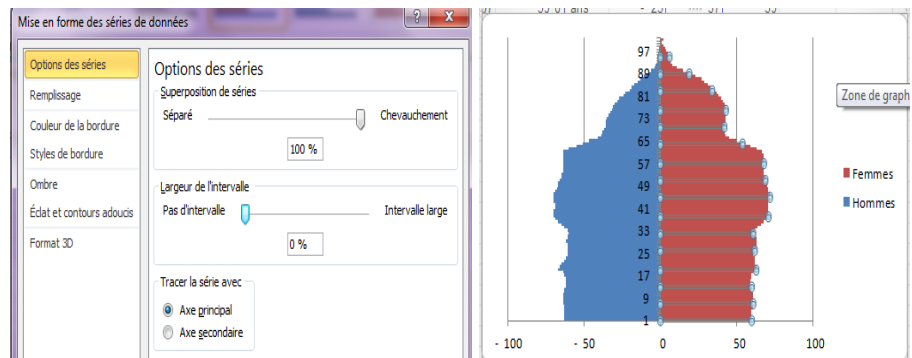 Mise en forme des séries de données
Options des séries
Remplissage
Couleur de la bordure
Styles de bordure
Ombre
Éclat et contours adoucis
Format 3D
Options des séries
Superposition de séries
Séparé
Chevauchement
100 %
Largeur de l'intervalle
Pas d'intervalle
Intervalle large
0 %
Tracer la série avec
Axe principal
Axe secondaire
97
89
81
73
65
57
49
41
33
25
17
9
1
- 100
- 50
0
50
100
Zone de graph
Femmes
Hommes